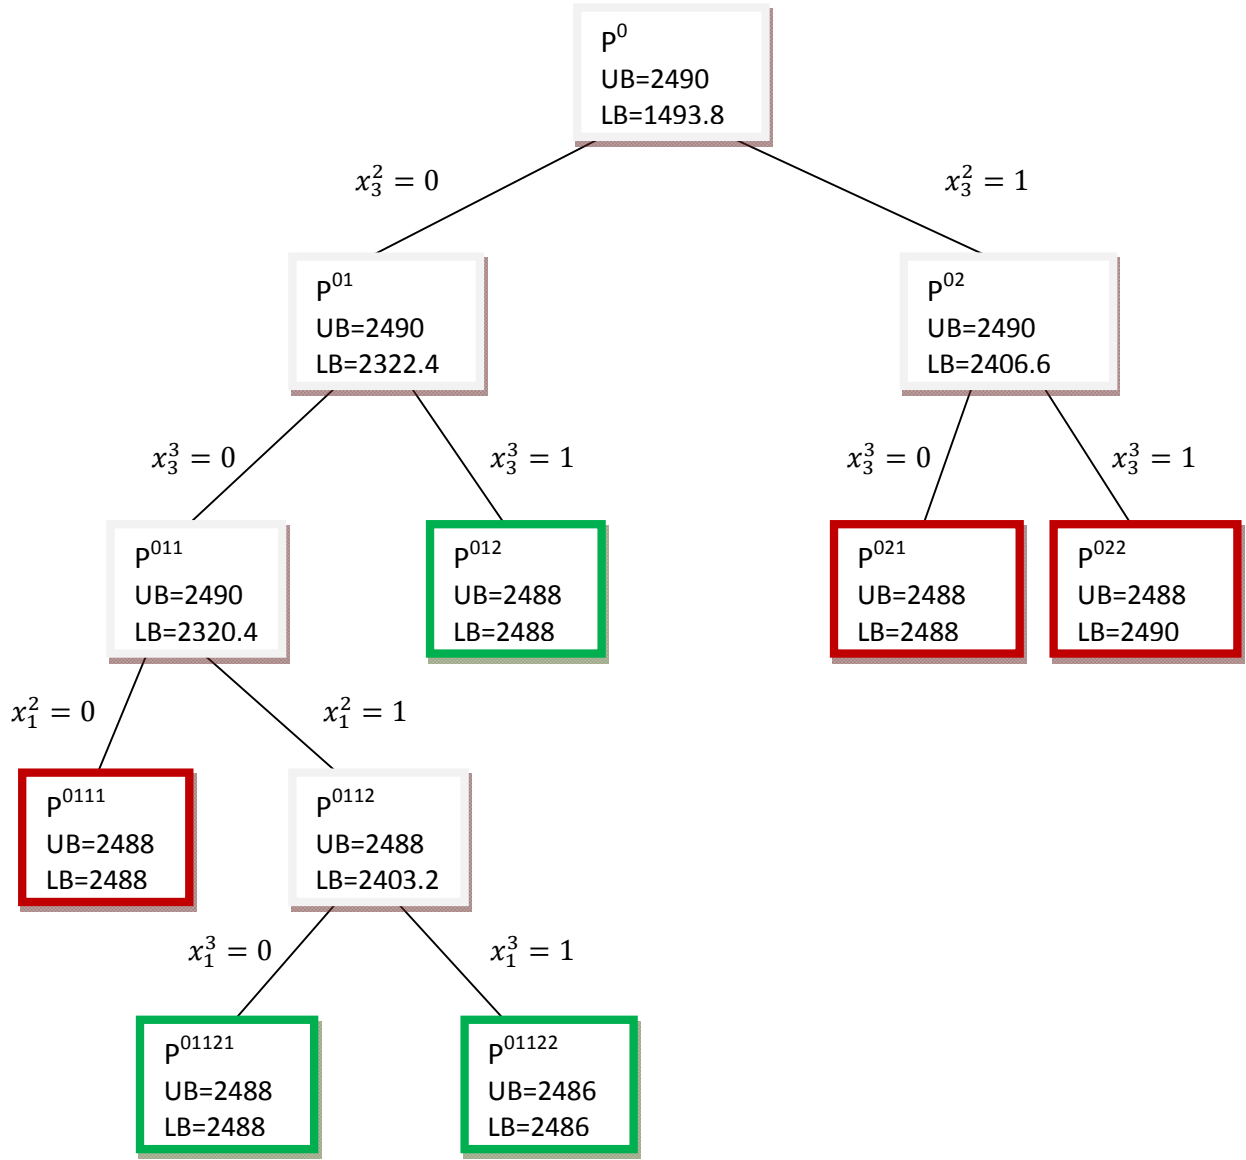 P⁰
UB=2490
LB=1493.8
x₃² = 0
x₃² = 1
P⁰¹
UB=2490
LB=2322.4
P⁰²
UB=2490
LB=2406.6
x₃³ = 0
x₃³ = 1
x₃³ = 0
x₃³ = 1
P⁰¹¹
UB=2490
LB=2320.4
P⁰¹²
UB=2488
LB=2488
P⁰²¹
UB=2488
LB=2488
P⁰²²
UB=2488
LB=2490
x₁² = 0
x₁² = 1
P⁰¹¹¹
UB=2488
LB=2488
P⁰¹¹²
UB=2488
LB=2403.2
x₁³ = 0
x₁³ = 1
P⁰¹¹²¹
UB=2488
LB=2488
P⁰¹¹²²
UB=2486
LB=2486